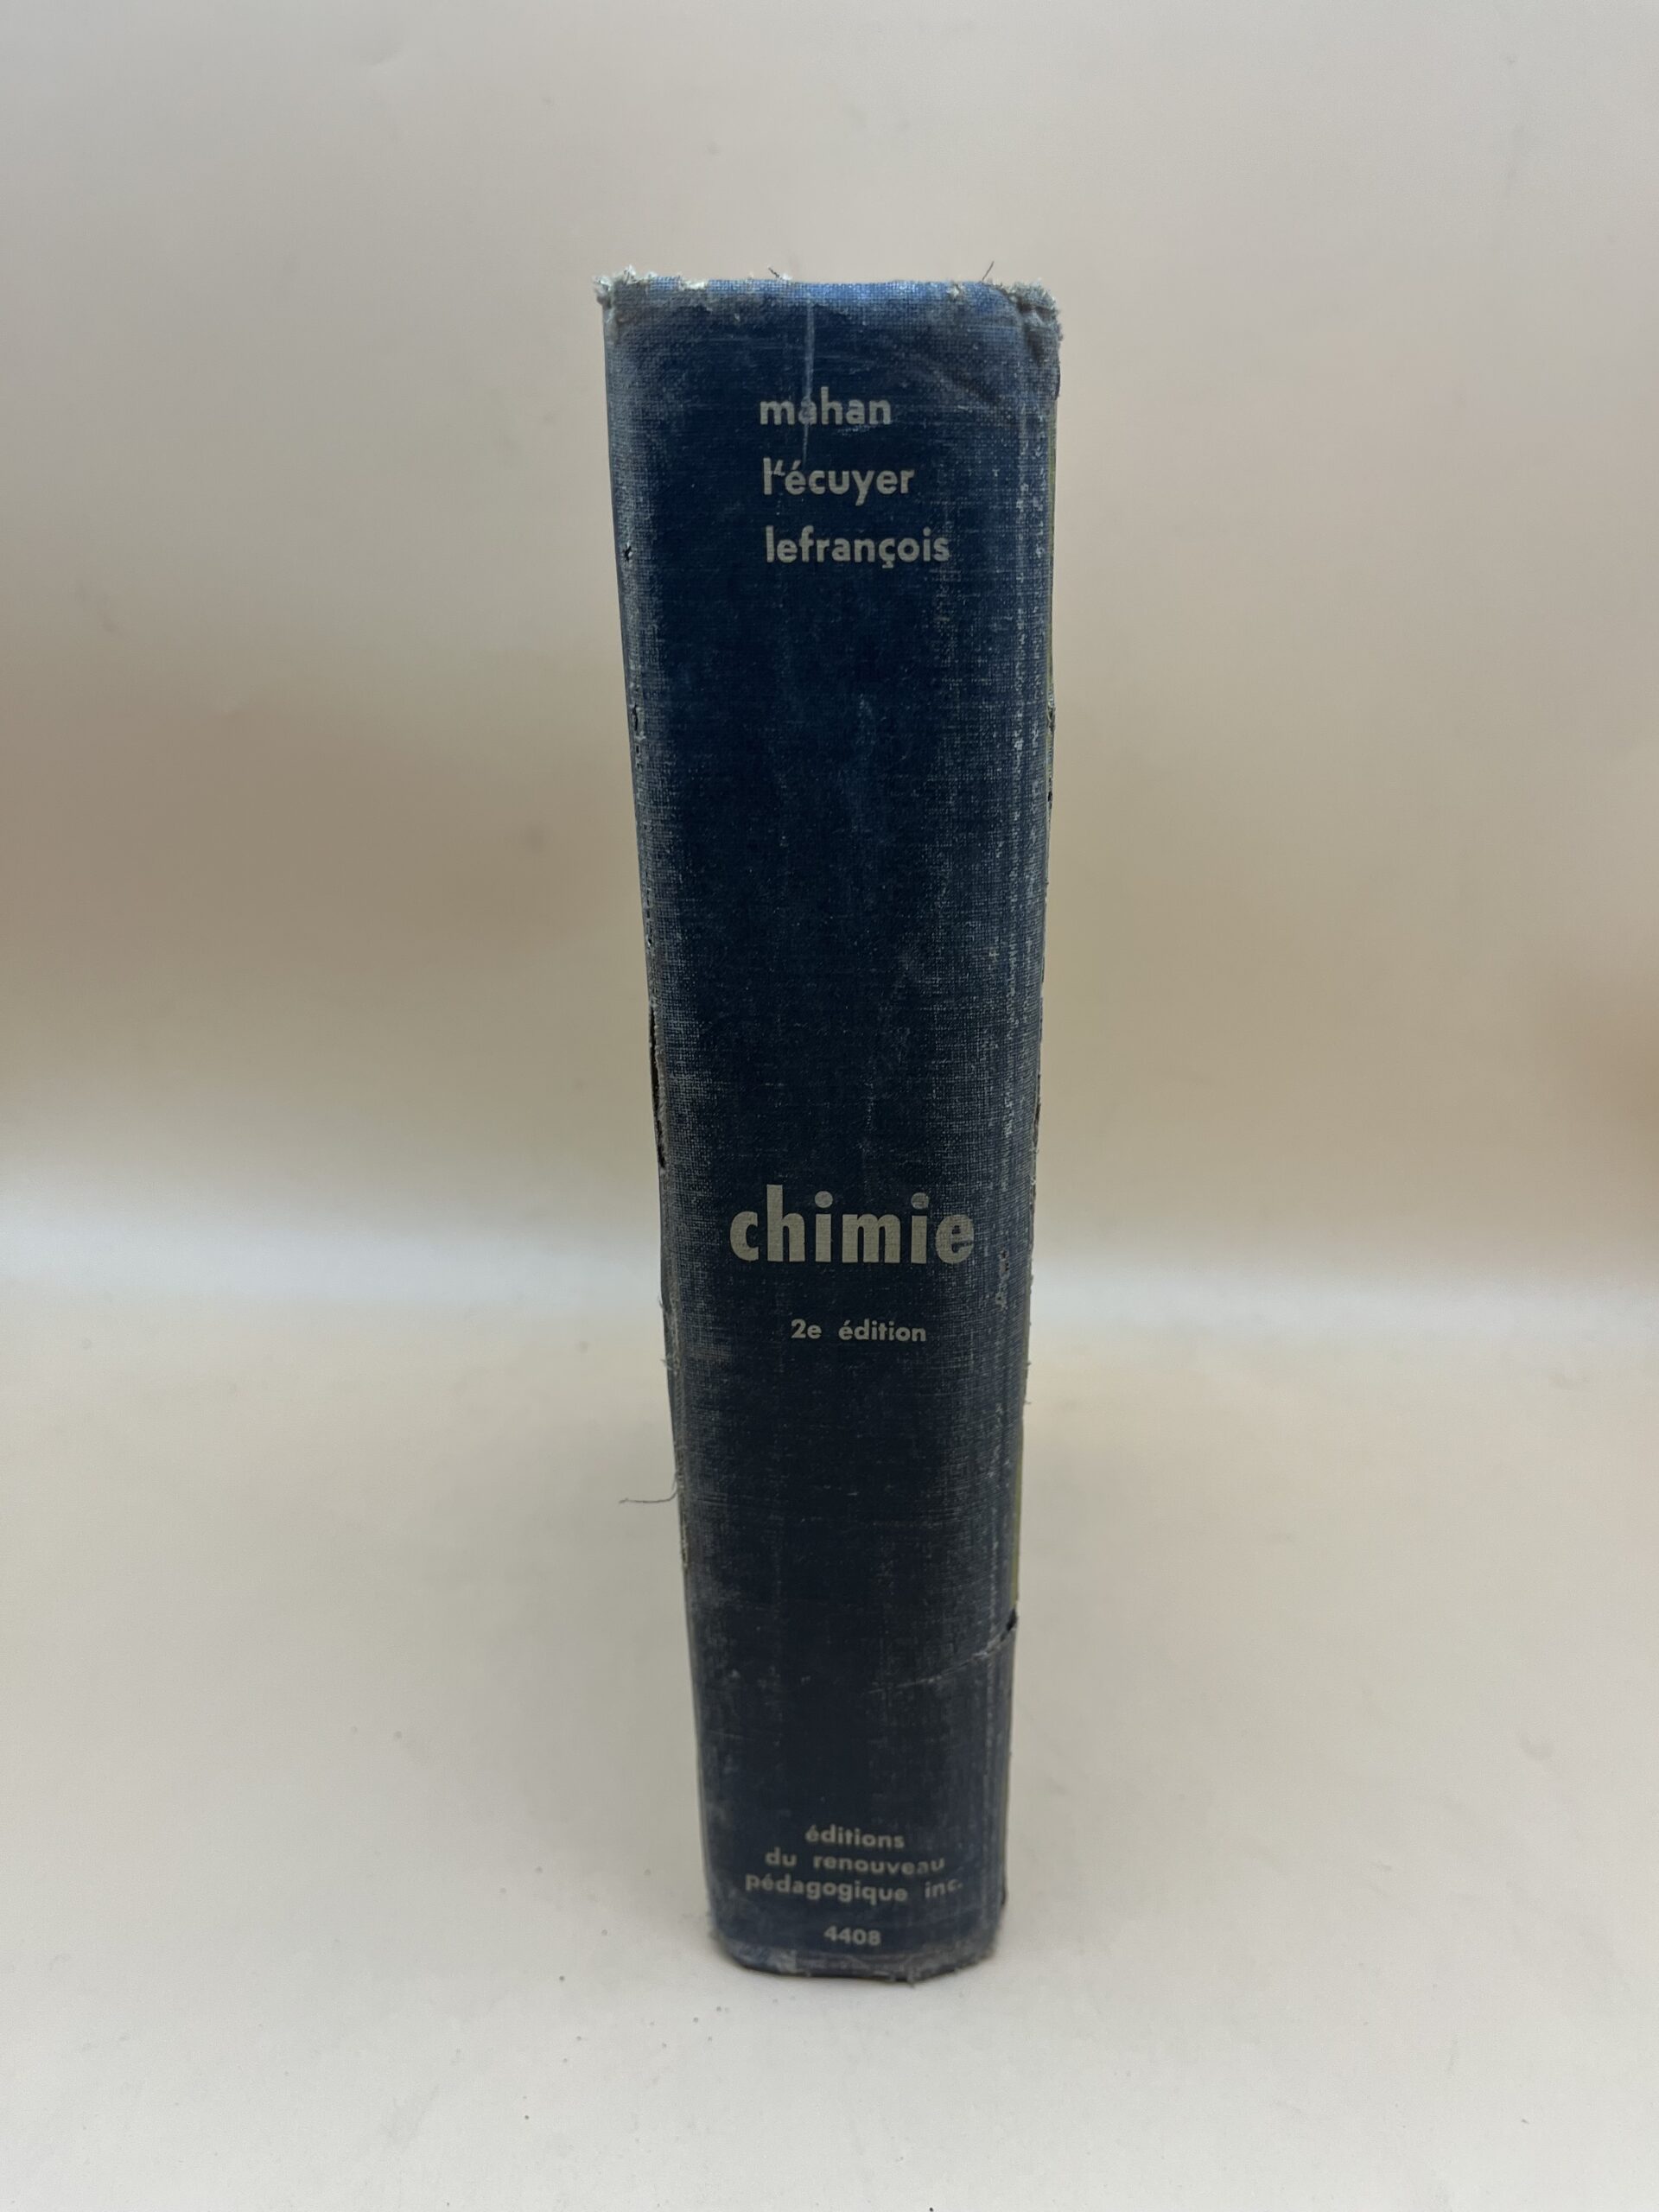 mahan
l'écuyer
lefrançois
chimie
2e édition
éditions
du renouveau
pédagogique inc.
4408